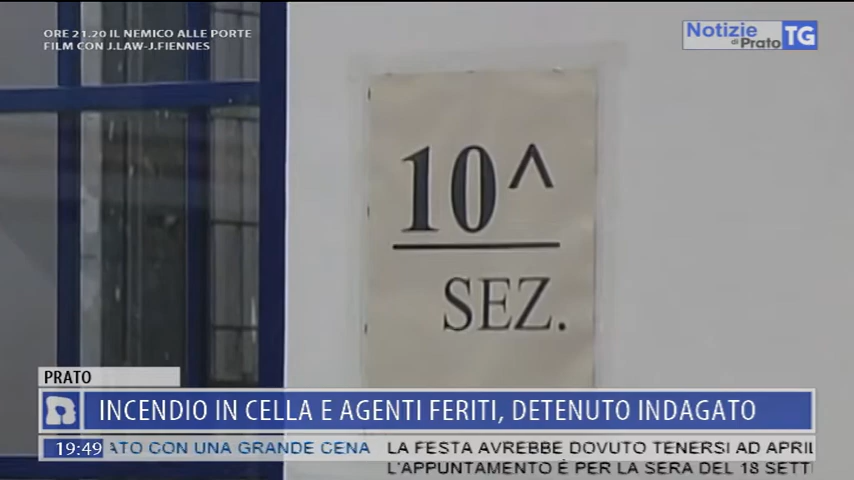 ORE 21.20 IL NEMICO ALLE PORTE
FILM CON J.LAW-J.FIENNES
Notizie
di Prato
TG
10^
SEZ.
PRATO
INCENDIO IN CELLA E AGENTI FERITI, DETENUTO INDAGATO
19:49
ATO CON UNA GRANDE CENA LA FESTA AVREBBE DOVUTO TENERSI AD APRIL
L'APPUNTAMENTO È PER LA SERA DEL 18 SETT